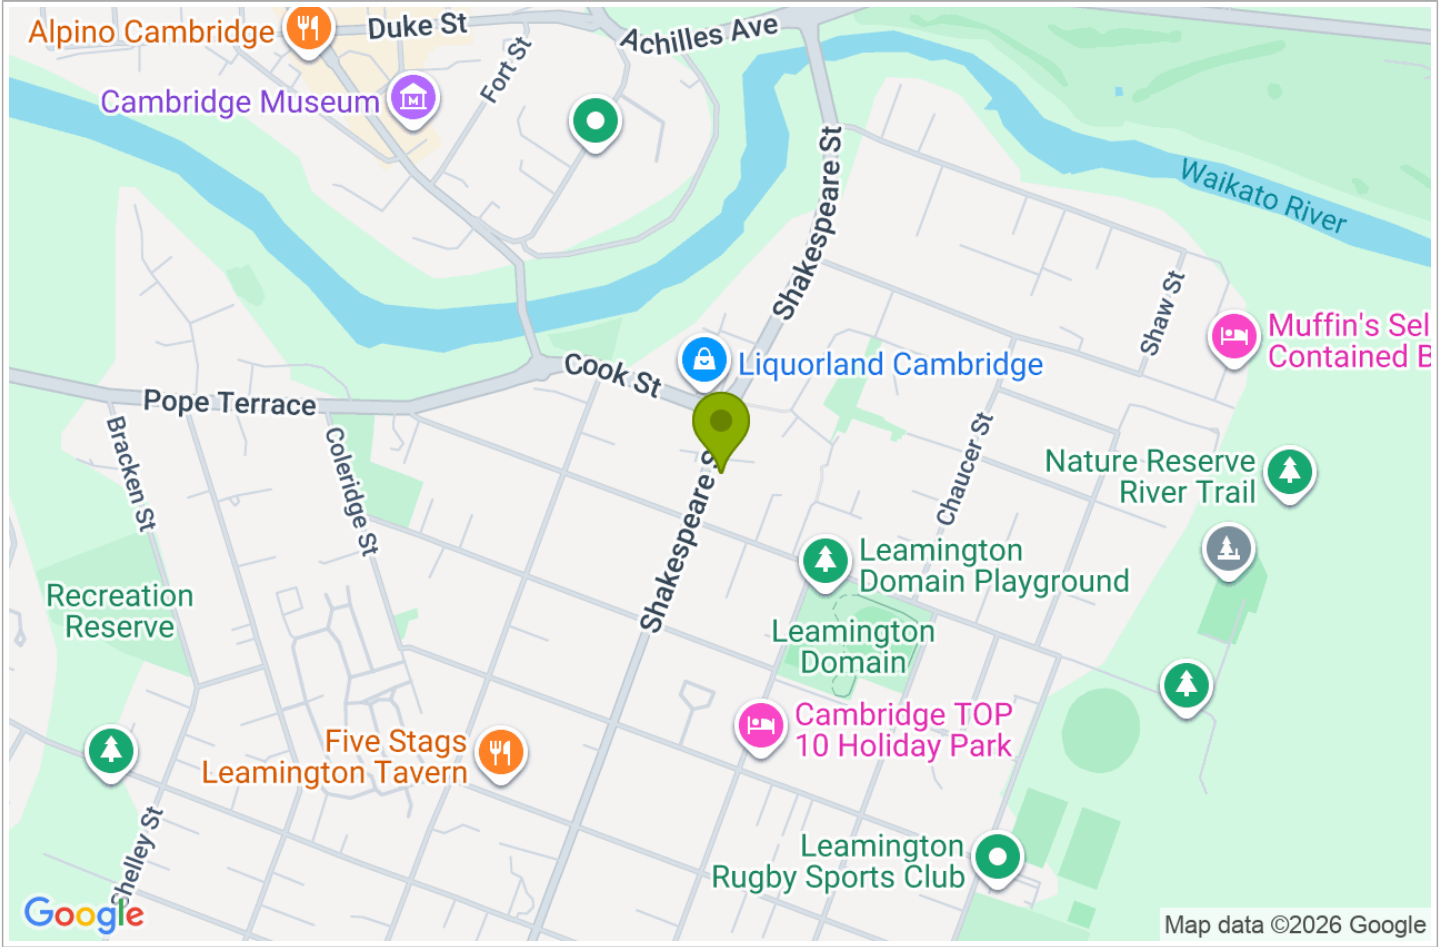 Alpino Cambridge
Duke St
Achilles Ave
Fort St
Cambridge Museum
Shakespeare St
Waikato River
Shaw St
Muffin's Sel
Contained B
Liquorland Cambridge
Cook St
Pope Terrace
Bracken St
Coleridge St
Chaucer St
Nature Reserve
River Trail
Shakespeare S
Leamington
Domain Playground
Recreation
Reserve
Leamington
Domain
Cambridge TOP
10 Holiday Park
Five Stags
Leamington Tavern
Shelley St
Leamington
Rugby Sports Club
Google
Map data ©2026 Google